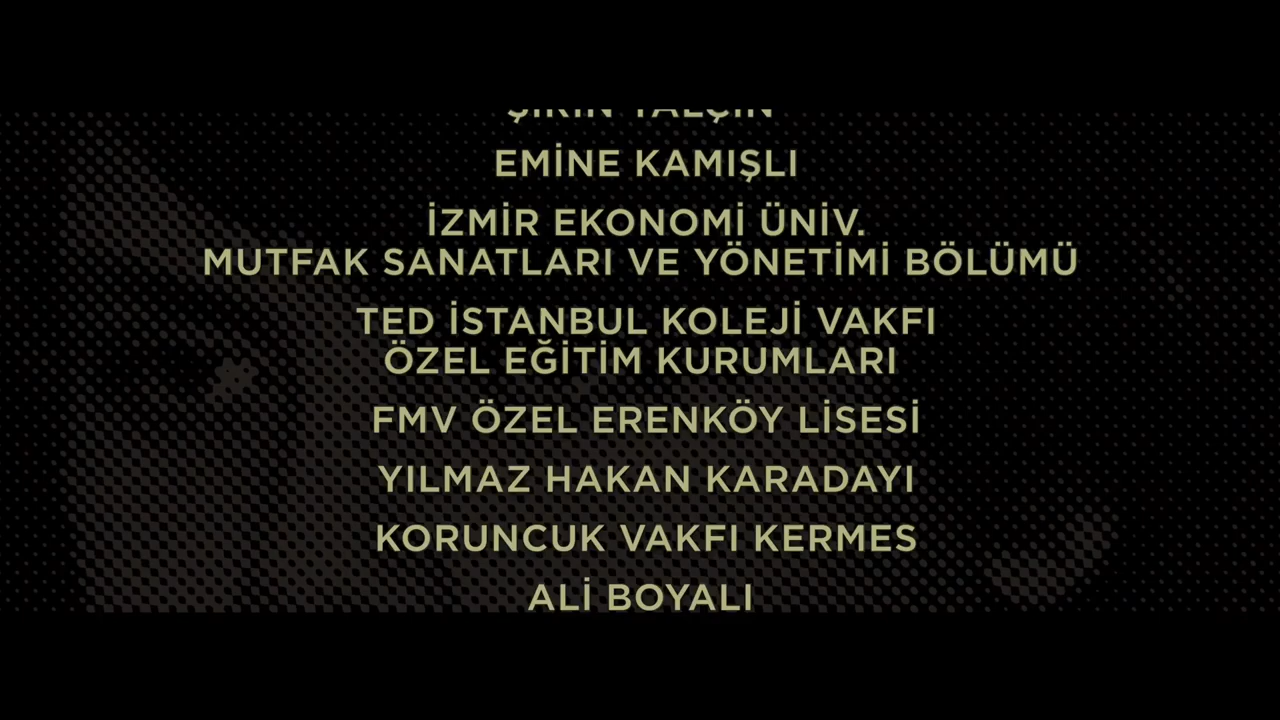 EMİNE KAMIŞLI
İZMİR EKONOMİ ÜNİV.
MUTFAK SANATLARI VE YÖNETİMİ BÖLÜMÜ
TED İSTANBUL KOLEJİ VAKFI
ÖZEL EĞİTİM KURUMLARI
FMV ÖZEL ERENKÖY LİSESİ
YILMAZ HAKAN KARADAYI
KORUNCUK VAKFI KERMES
ALİ BOYALI